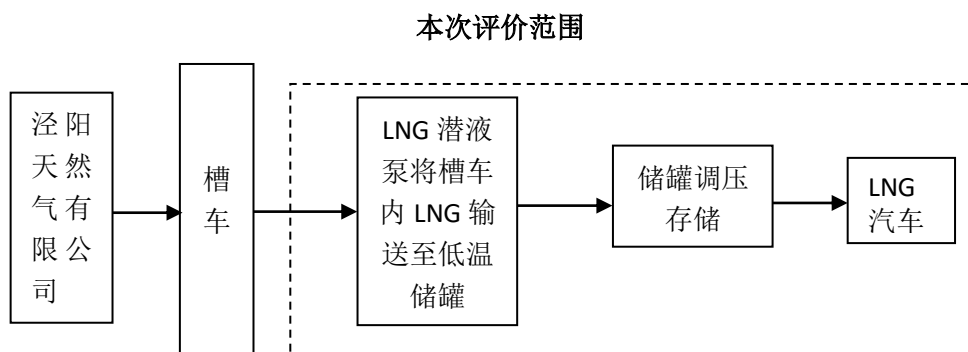 本次评价范围
泾阳
天然
气有
限公
司
槽
车
LNG 潜液
泵将槽车
内 LNG 输
送至低温
储罐
储罐调压
存储
LNG
汽车